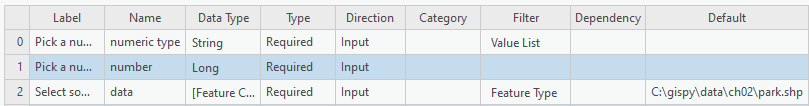 Label Name Data Type Type Direction Category Filter Dependency Default
0 Pick a nu... numeric type String Required Input Value List
1 Pick a nu... number Long Required Input
2 Select so... data [Feature C... Required Input Feature Type C:\gispy\data\ch02\park.shp